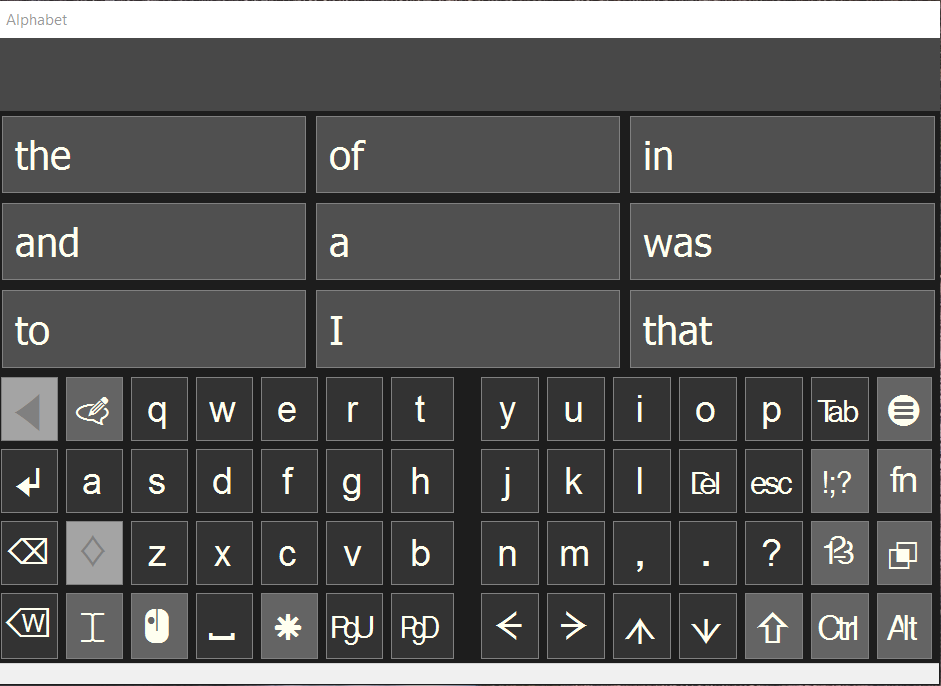 Alphabet
the of in
and a was
to I that
q w e r t y u i o p Tab
a s d f g h j k l Del esc !;? fn
z x c v b n m , . ? 123
W PgU PgD Ctrl Alt